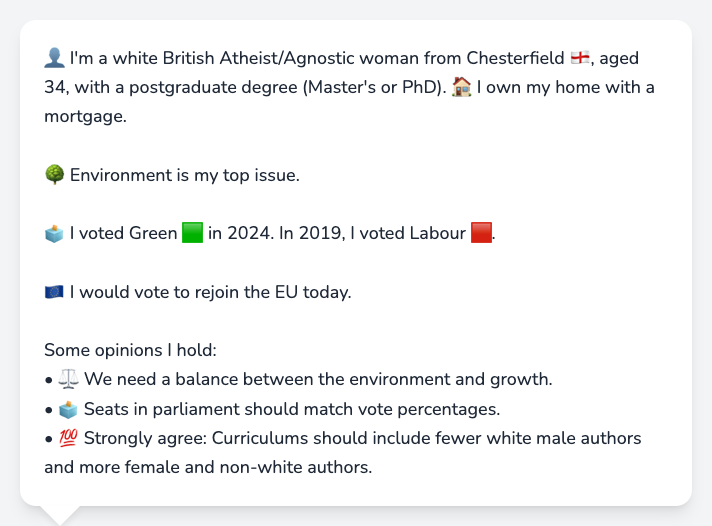 👤 I'm a white British Atheist/Agnostic woman from Chesterfield 🏴󠁧󠁢󠁥󠁮󠁧󠁿, aged
34, with a postgraduate degree (Master's or PhD). 🏠 I own my home with a
mortgage.
🌳 Environment is my top issue.
🗳️ I voted Green 🟩 in 2024. In 2019, I voted Labour 🟥.
🇪🇺 I would vote to rejoin the EU today.
Some opinions I hold:
• ⚖️ We need a balance between the environment and growth.
• 🗳️ Seats in parliament should match vote percentages.
• 💯 Strongly agree: Curriculums should include fewer white male authors
and more female and non-white authors.